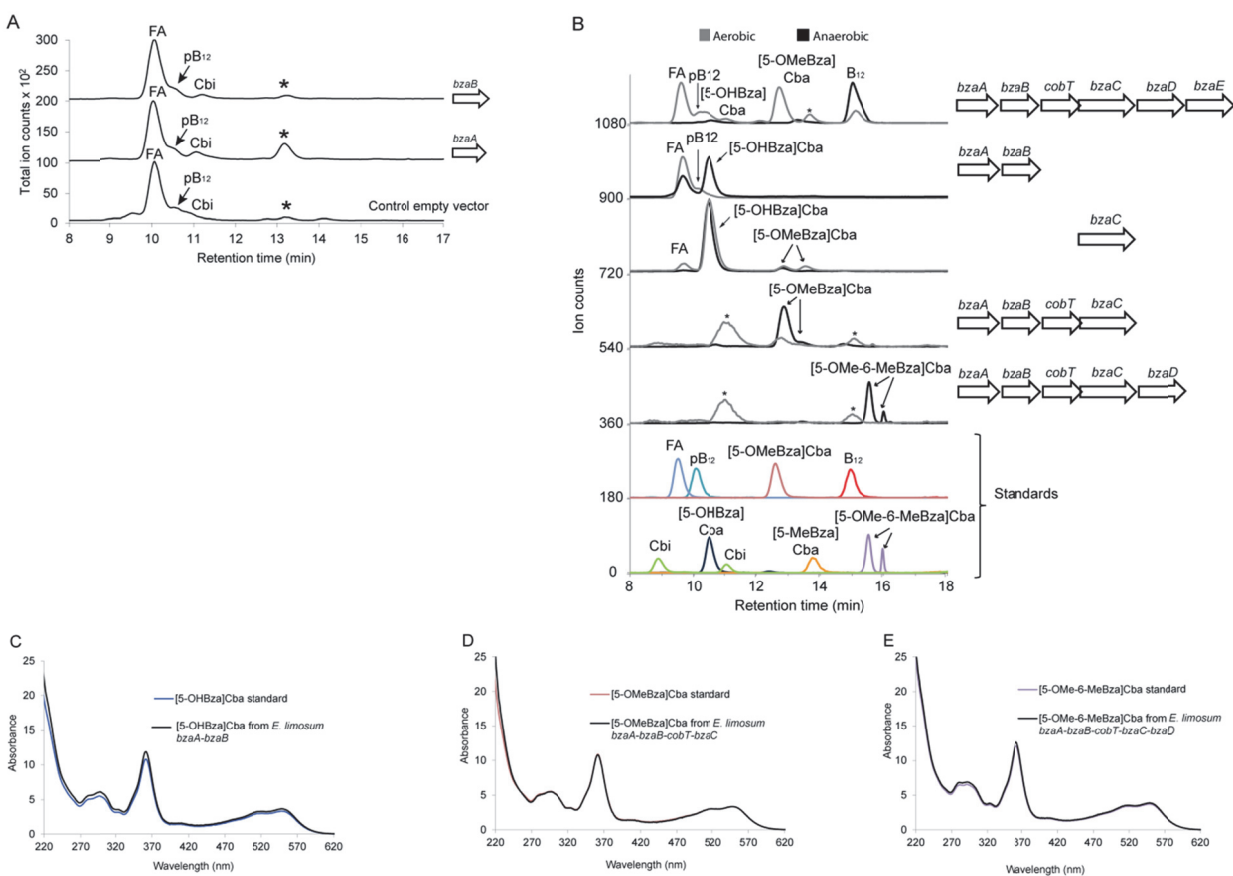 A
Total ion counts x 10²
300
250
200
150
100
50
0
8 9 10 11 12 13 14 15 16 17
Retention time (min)
FA
pB12
Cbi
*
bzaB
FA
pB12
Cbi
*
bzaA
FA
pB12
Cbi
*
Control empty vector
B
Aerobic
Anaerobic
Ion counts
1080
900
720
540
360
180
0
8 10 12 14 16 18
Retention time (min)
FA
pB12
[5-OHBza]
Cba
[5-OMeBza]
Cba
*
B12
bzaA bzaB cobT bzaC bzaD bzaE
FA
pB12
[5-OHBza]Cba
bzaA bzaB
[5-OHBza]Cba
FA
[5-OMeBza]Cba
bzaC
[5-OMeBza]Cba
*
*
bzaA bzaB cobT bzaC
[5-OMe-6-MeBza]Cba
*
*
bzaA bzaB cobT bzaC bzaD
FA
pB12
[5-OMeBza]Cba
B12
Standards
[5-OHBza]
Cba
Cbi
Cbi
[5-MeBza]
Cba
[5-OMe-6-MeBza]Cba
C
Absorbance
25
20
15
10
5
0
220 270 320 370 420 470 520 570 620
Wavelength (nm)
[5-OHBza]Cba standard
[5-OHBza]Cba from E. limosum
bzaA-bzaB
D
Absorbance
25
20
15
10
5
0
220 270 320 370 420 470 520 570 620
Wavelength (nm)
[5-OMeBza]Cba standard
[5-OMeBza]Cba from E. limosum
bzaA-bzaB-cobT-bzaC
E
Absorbance
25
20
15
10
5
0
220 270 320 370 420 470 520 570 620
Wavelength (nm)
[5-OMe-6-MeBza]Cba standard
[5-OMe-6-MeBza]Cba from E. limosum
bzaA-bzaB-cobT-bzaC-bzaD